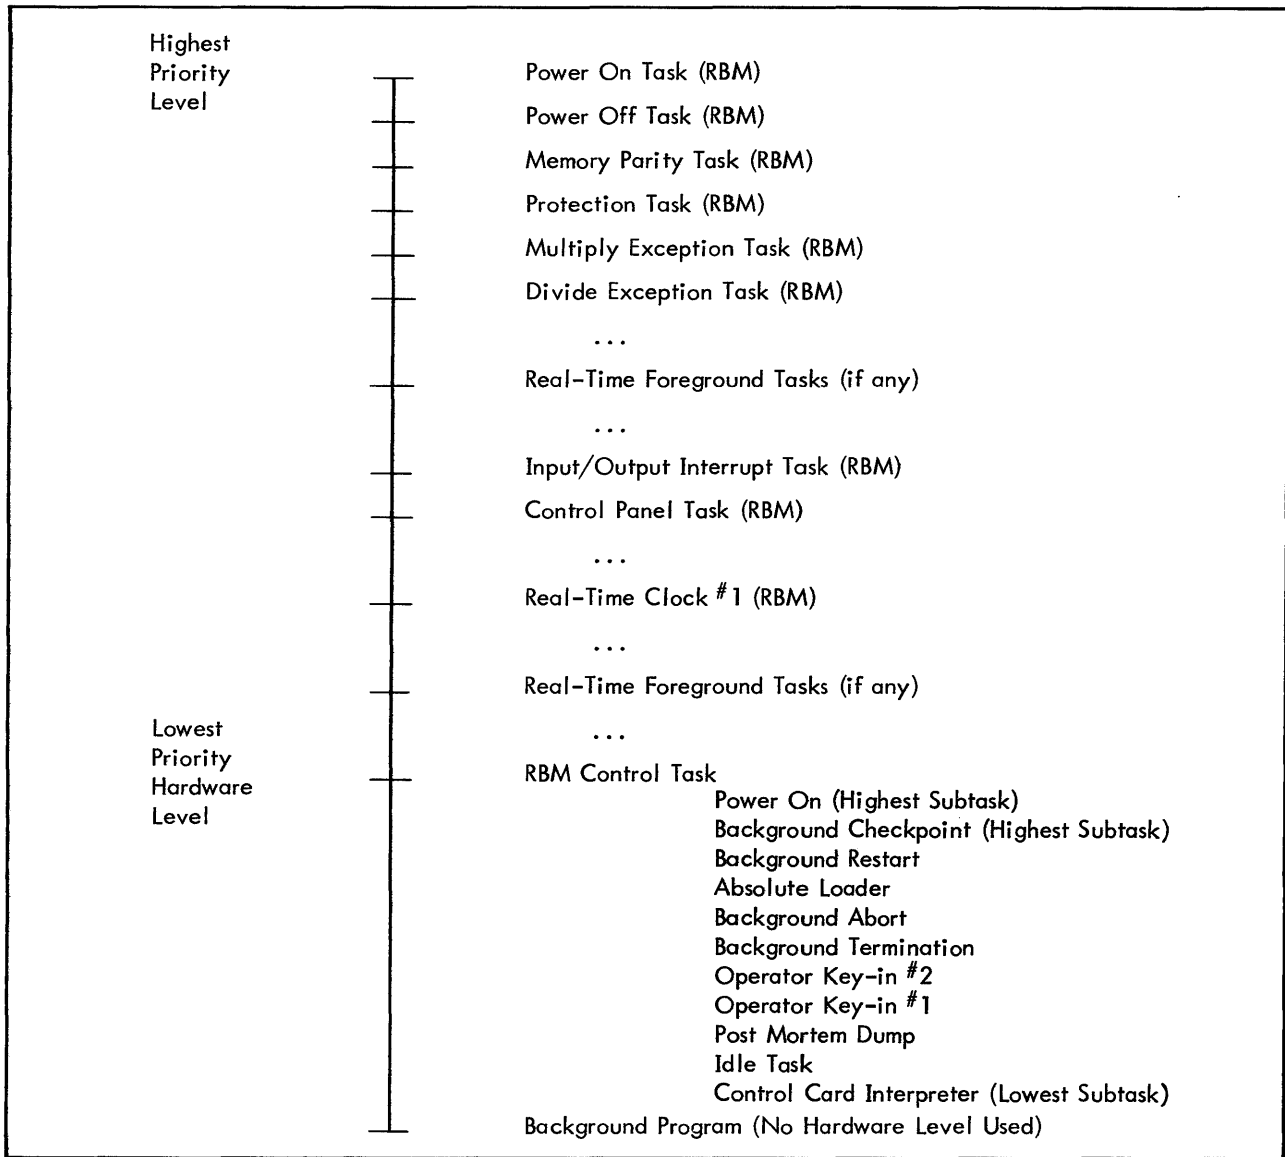 Highest
Priority
Level
Power On Task (RBM)
Power Off Task (RBM)
Memory Parity Task (RBM)
Protection Task (RBM)
Multiply Exception Task (RBM)
Divide Exception Task (RBM)
...
Real-Time Foreground Tasks (if any)
...
Input/Output Interrupt Task (RBM)
Control Panel Task (RBM)
...
Real-Time Clock #1 (RBM)
...
Real-Time Foreground Tasks (if any)
...
Lowest
Priority
Hardware
Level
RBM Control Task
Power On (Highest Subtask)
Background Checkpoint (Highest Subtask)
Background Restart
Absolute Loader
Background Abort
Background Termination
Operator Key-in #2
Operator Key-in #1
Post Mortem Dump
Idle Task
Control Card Interpreter (Lowest Subtask)
Background Program (No Hardware Level Used)